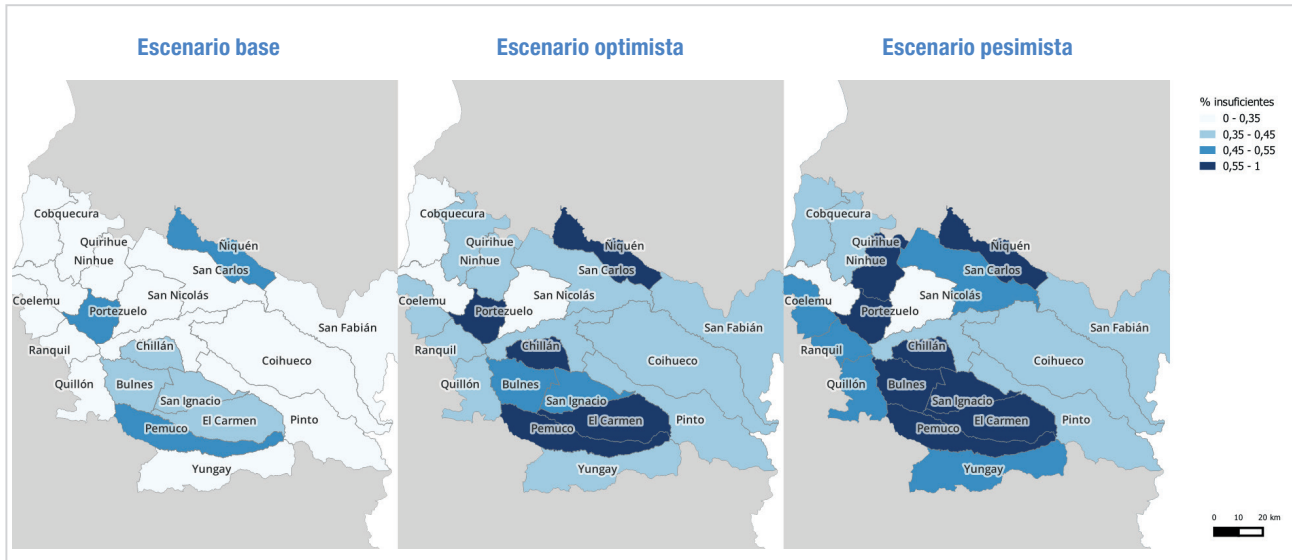 Escenario base
Escenario optimista
Escenario pesimista
% insuficientes
0 - 0,35
0,35 - 0,45
0,45 - 0,55
0,55 - 1
Cobquecura
Quirihue
Ñiquén
Ninhue
San Carlos
Coelemu
San Nicolás
Portezuelo
San Fabián
Ranquil
Chillán
Coihueco
Quillón
Bulnes
San Ignacio
El Carmen
Pinto
Pemuco
Yungay
Cobquecura
Quirihue
Ñiquén
Ninhue
San Carlos
Coelemu
San Nicolás
Portezuelo
San Fabián
Ranquil
Chillán
Coihueco
Quillón
Bulnes
San Ignacio
El Carmen
Pinto
Pemuco
Yungay
Cobquecura
Quirihue
Ñiquén
Ninhue
San Carlos
Coelemu
San Nicolás
Portezuelo
San Fabián
Ranquil
Chillán
Coihueco
Quillón
Bulnes
San Ignacio
El Carmen
Pinto
Pemuco
Yungay
0 10 20 km